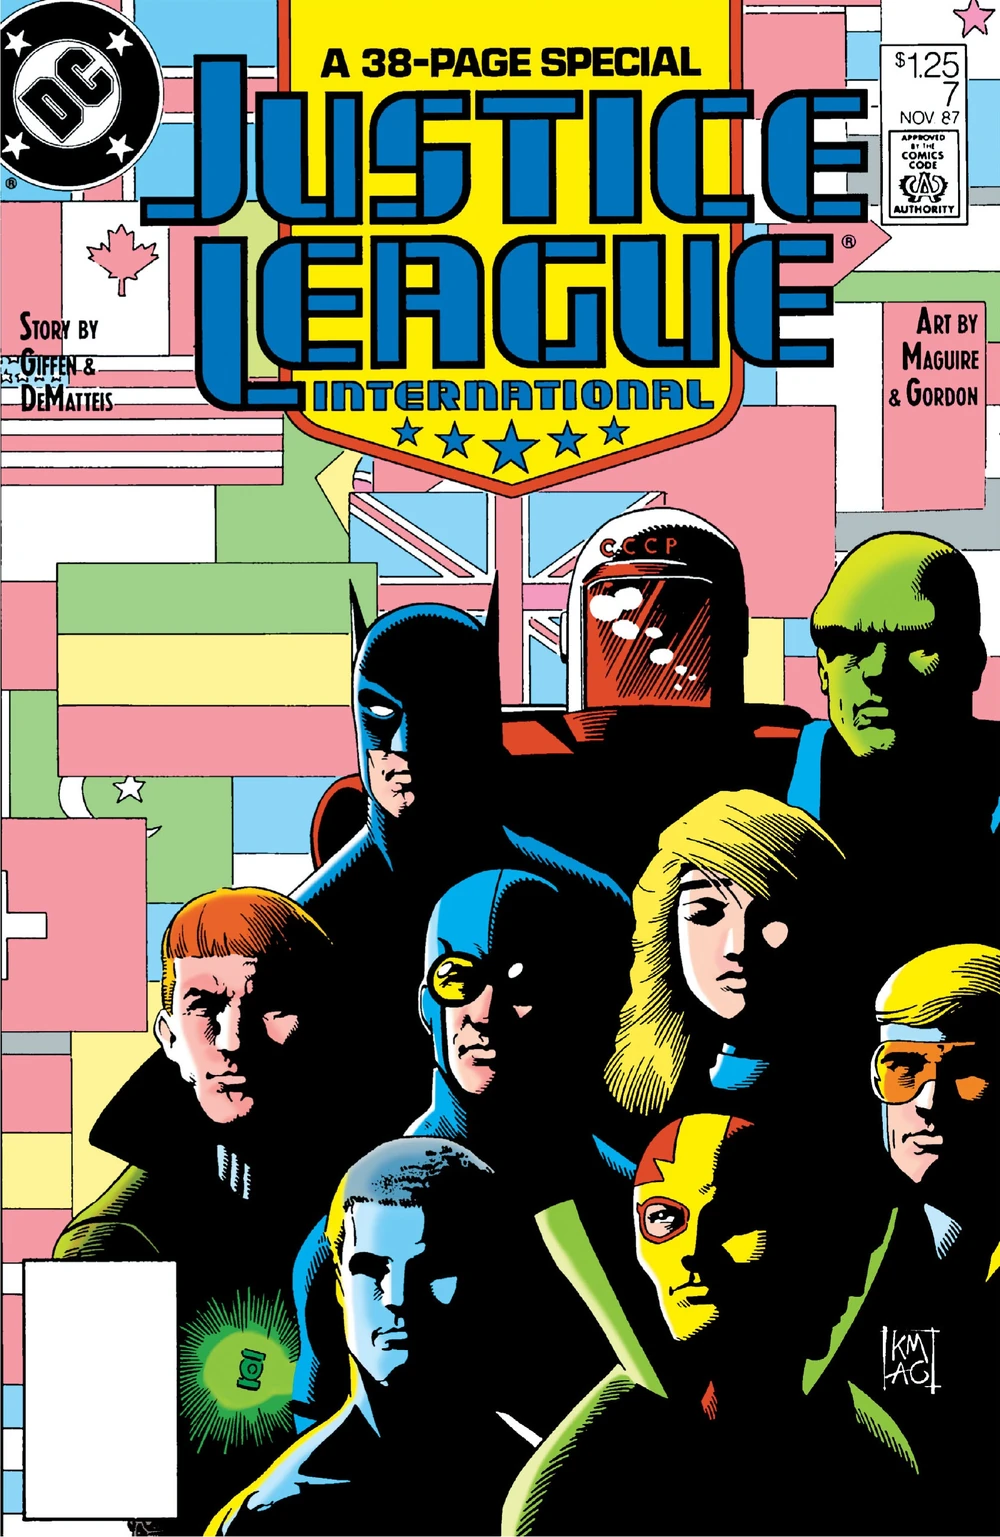 DC
®
A 38-PAGE SPECIAL
JUSTICE
LEAGUE®
INTERNATIONAL
$1.25
7
NOV 87
APPROVED
BY THE
COMICS
CODE
CA
AUTHORITY
STORY BY
GIFFEN &
DEMATTEIS
ART BY
MAGUIRE
& GORDON
CCCP
KM
AG